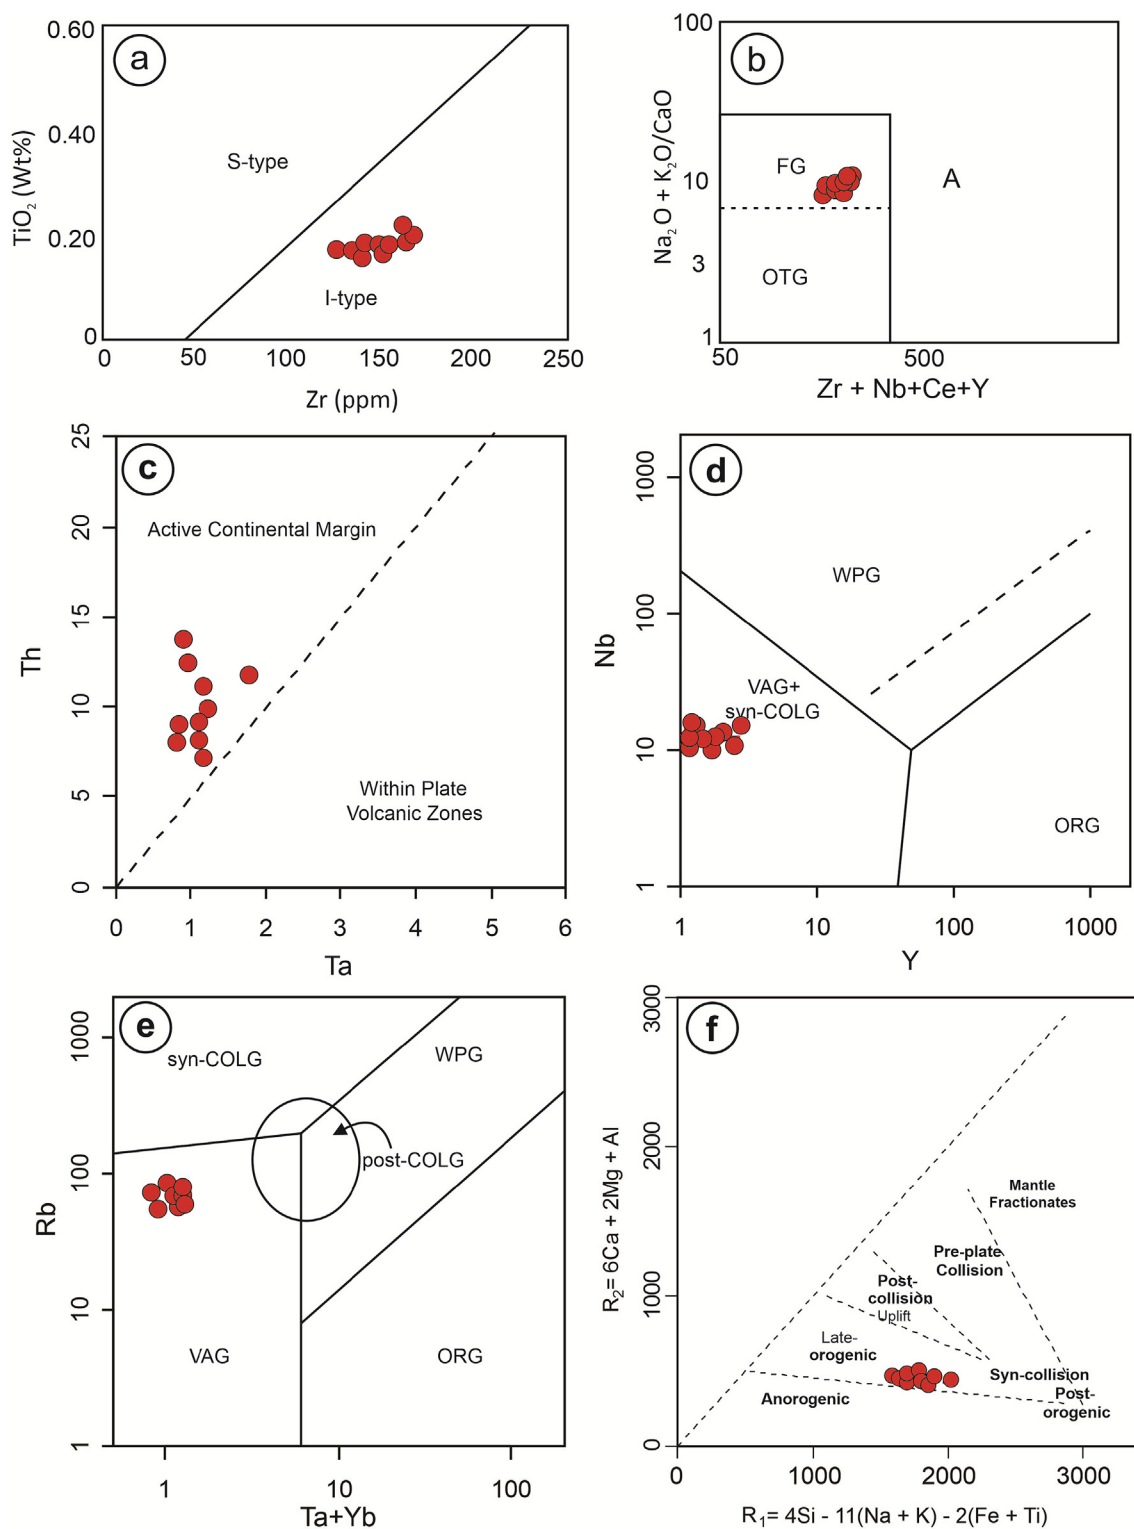 a
0.60
0.40
0.20
0
TiO2 (Wt%)
S-type
I-type
0 50 100 150 200 250
Zr (ppm)
b
100
10
3
1
Na2O + K2O/CaO
FG
A
OTG
50 500
Zr + Nb+Ce+Y
c
25
20
15
10
5
0
Th
Active Continental Margin
Within Plate
Volcanic Zones
0 1 2 3 4 5 6
Ta
d
1000
100
10
1
Nb
WPG
VAG+
syn-COLG
ORG
1 10 100 1000
Y
e
1000
100
10
1
Rb
syn-COLG
WPG
post-COLG
VAG
ORG
1 10 100
Ta+Yb
f
3000
2000
1000
0
R2= 6Ca + 2Mg + Al
Mantle
Fractionates
Pre-plate
Collision
Post-
collision
Uplift
Late-
orogenic
Syn-collision
Anorogenic
Post-
orogenic
0 1000 2000 3000
R1= 4Si - 11(Na + K) - 2(Fe + Ti)